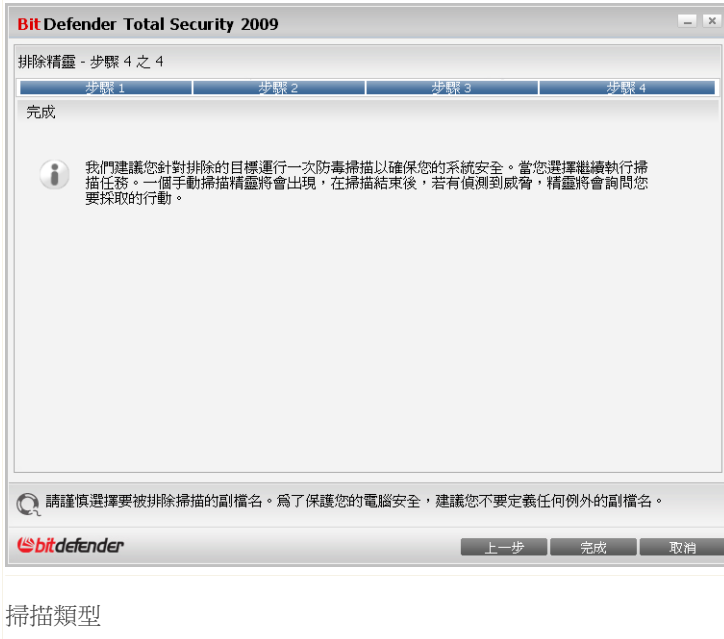 BitDefender Total Security 2009
排除精靈 - 步驟 4 之 4
步驟 1 步驟 2 步驟 3 步驟 4
完成
我們建議您針對排除的目標運行一次防毒掃描以確保您的系統安全。當您選擇繼續執行掃
描任務。一個手動掃描精靈將會出現，在掃描結束後，若有偵測到威脅，精靈將會詢問您
要採取的行動。
請謹慎選擇要被排除掃描的副檔名。爲了保護您的電腦安全，建議您不要定義任何例外的副檔名。
bitdefender 上一步 完成 取消
掃描類型